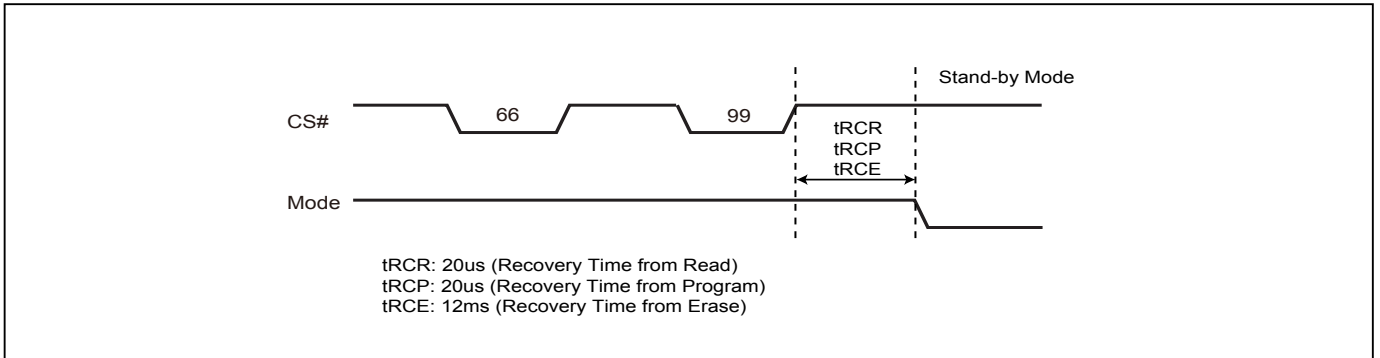 Stand-by Mode
CS#
66
99
tRCR
tRCP
tRCE
Mode
tRCR: 20us (Recovery Time from Read)
tRCP: 20us (Recovery Time from Program)
tRCE: 12ms (Recovery Time from Erase)